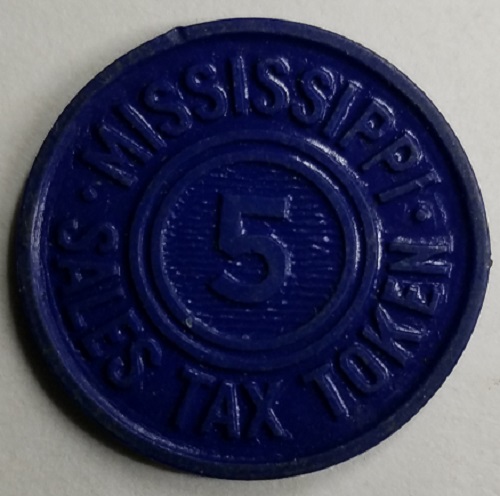 · MISSISSIPPI ·
5
SALES TAX TOKEN